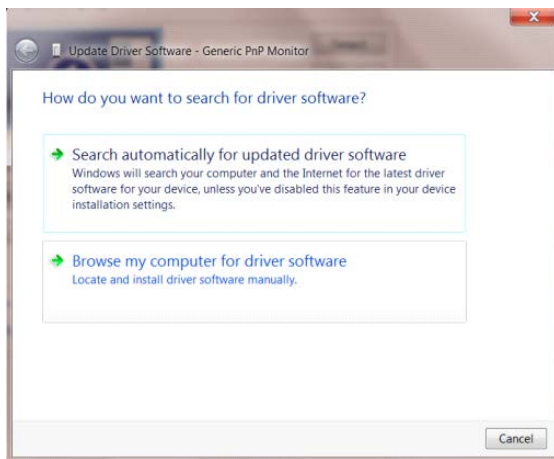 Update Driver Software - Generic PnP Monitor
How do you want to search for driver software?
Search automatically for updated driver software
Windows will search your computer and the Internet for the latest driver
software for your device, unless you've disabled this feature in your device
installation settings.
Browse my computer for driver software
Locate and install driver software manually.
Cancel